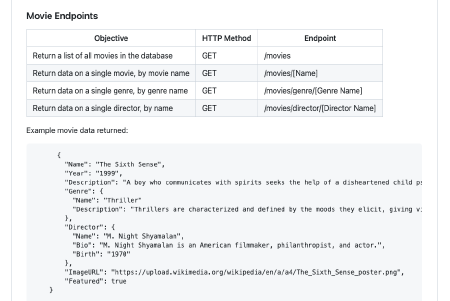 Movie Endpoints
Objective HTTP Method Endpoint
Return a list of all movies in the database GET /movies
Return data on a single movie, by movie name GET /movies/[Name]
Return data on a single genre, by genre name GET /movies/genre/[Genre Name]
Return data on a single director, by name GET /movies/director/[Director Name]
Example movie data returned:
{
"Name": "The Sixth Sense",
"Year": "1999",
"Description": "A boy who communicates with spirits seeks the help of a disheartened child ps
"Genre": {
"Name": "Thriller"
"Description": "Thrillers are characterized and defined by the moods they elicit, giving vi
},
"Director": {
"Name": "M. Night Shyamalan",
"Bio": "M. Night Shyamalan is an American filmmaker, philanthropist, and actor.",
"Birth": "1970"
},
"ImageURL": "https://upload.wikimedia.org/wikipedia/en/a/a4/The_Sixth_Sense_poster.png",
"Featured": true
}